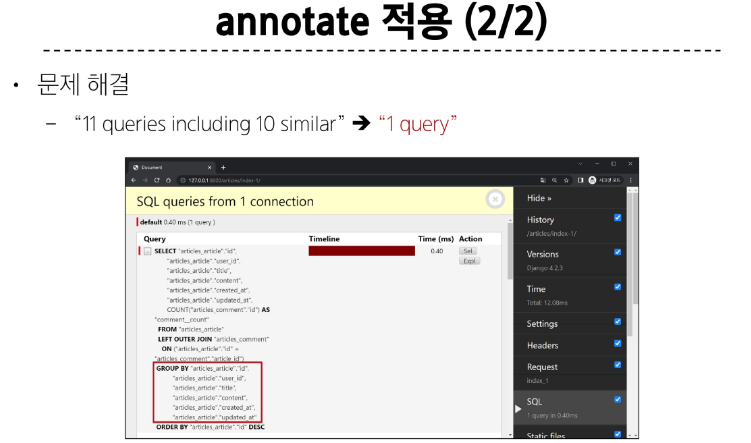 annotate 적용 (2/2)
• 문제 해결
– “11 queries including 10 similar” ➔ “1 query”
Document
127.0.0.1:8000/articles/index-1/
SQL queries from 1 connection
default 0.40 ms (1 query )
Query Timeline Time (ms) Action
SELECT "articles_article"."id", 0.40 Sel
"articles_article"."user_id", Expl
"articles_article"."title",
"articles_article"."content",
"articles_article"."created_at",
"articles_article"."updated_at",
COUNT("articles_comment"."id") AS
"comment__count"
FROM "articles_article"
LEFT OUTER JOIN "articles_comment"
ON ("articles_article"."id" =
"articles_comment"."article_id")
GROUP BY "articles_article"."id",
"articles_article"."user_id",
"articles_article"."title",
"articles_article"."content",
"articles_article"."created_at",
"articles_article"."updated_at"
ORDER BY "articles_article"."id" DESC
Hide »
History
/articles/index-1/
Versions
Django 4.2.3
Time
Total: 12.08ms
Settings
Headers
Request
index_1
SQL
1 query in 0.40ms
Static files